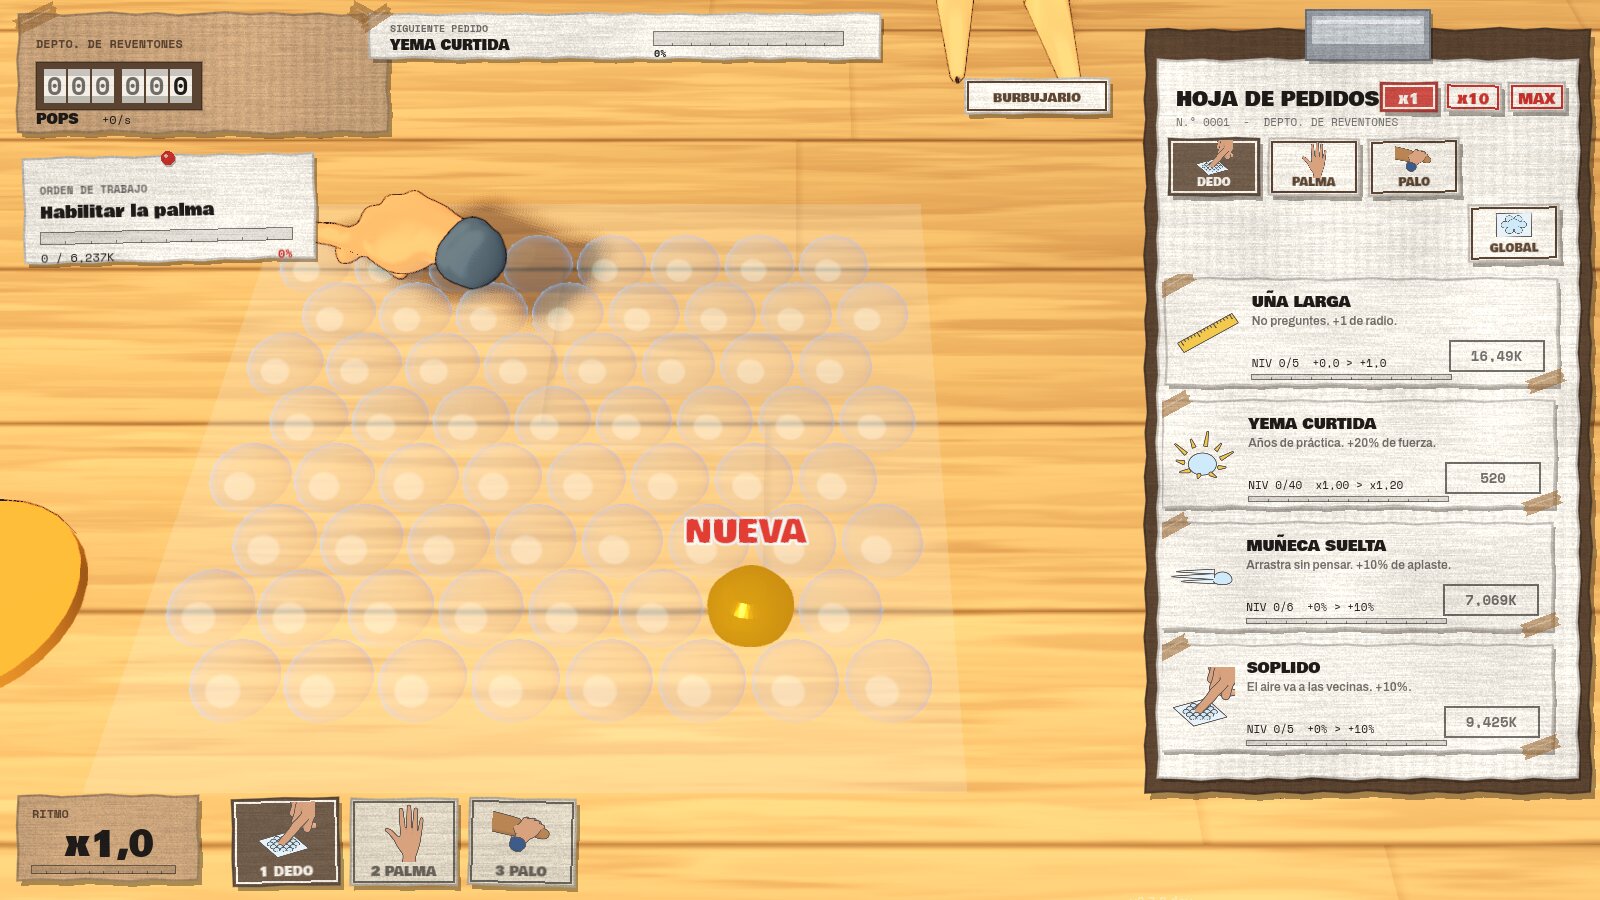 DEPTO. DE REVENTONES
000 000
POPS +0/s
SIGUIENTE PEDIDO
YEMA CURTIDA
0%
BURBUJARIO
ORDEN DE TRABAJO
Habilitar la palma
0 / 6,237K 0%
NUEVA
RITMO
x1,0
1 DEDO
2 PALMA
3 PALO
HOJA DE PEDIDOS x1 x10 MAX
N.° 0001 - DEPTO. DE REVENTONES
DEDO PALMA PALO
GLOBAL
UÑA LARGA
No preguntes. +1 de radio.
NIV 0/5 +0,0 > +1,0 16,49K
YEMA CURTIDA
Años de práctica. +20% de fuerza.
NIV 0/40 x1,00 > x1,20 520
MUÑECA SUELTA
Arrastra sin pensar. +10% de aplaste.
NIV 0/6 +0% > +10% 7,069K
SOPLIDO
El aire va a las vecinas. +10%.
NIV 0/5 +0% > +10% 9,425K